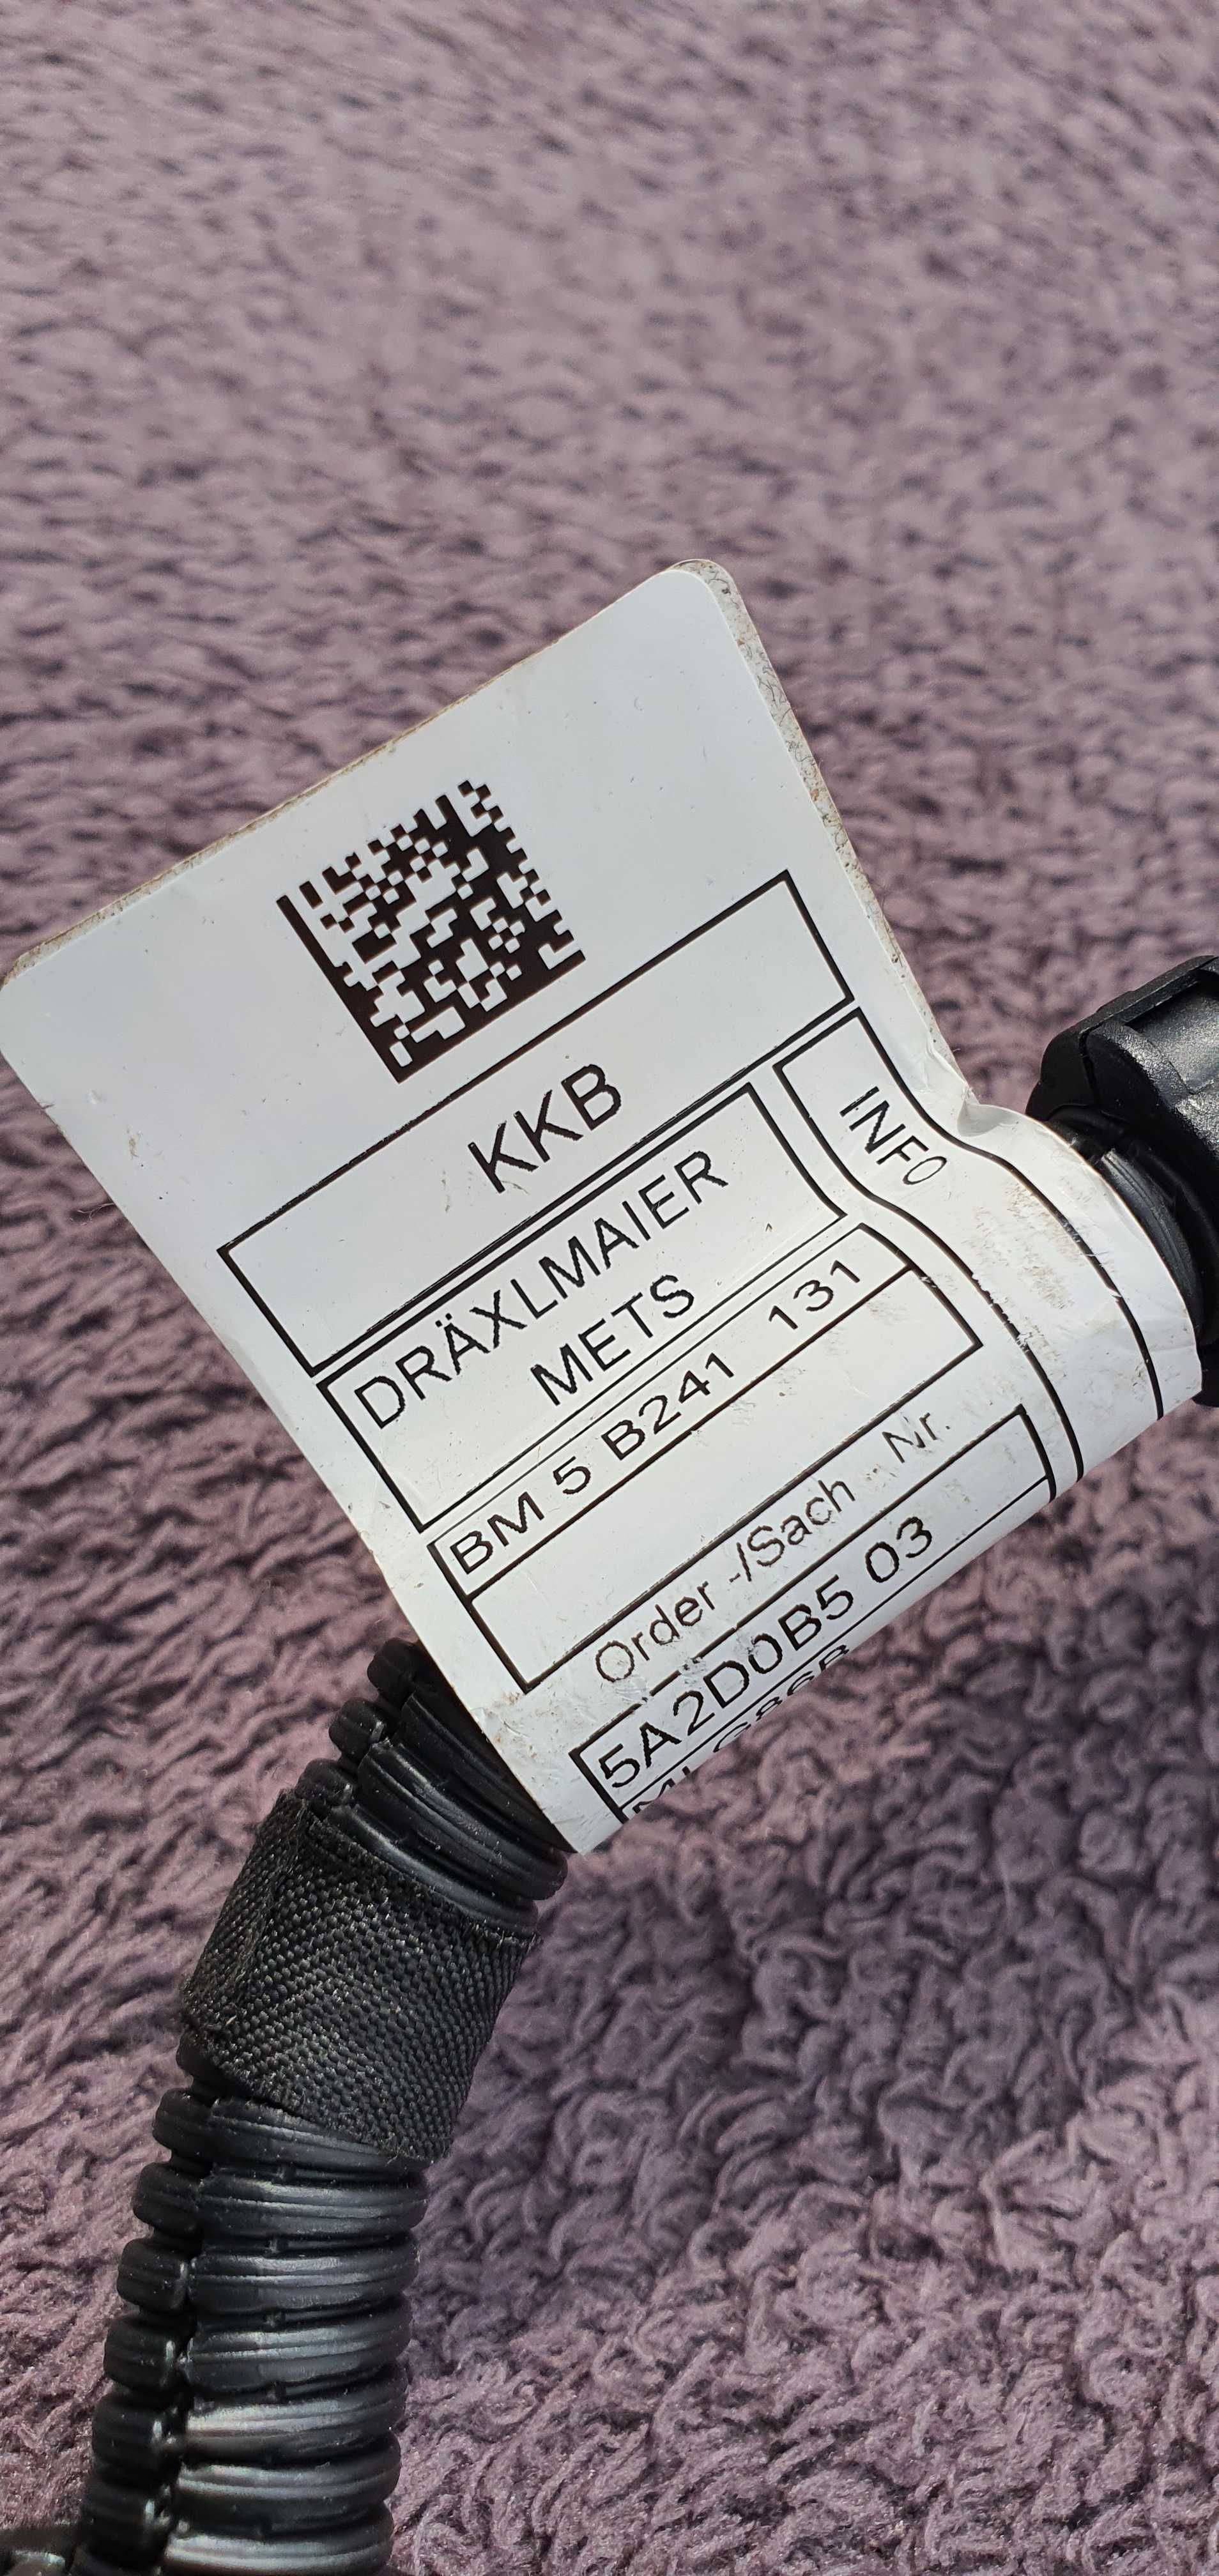 KKB
DRÄXLMAIER
METS
INFO
BM 5 B241 131
Order -/Sach - Nr.
5A2D0B5 03